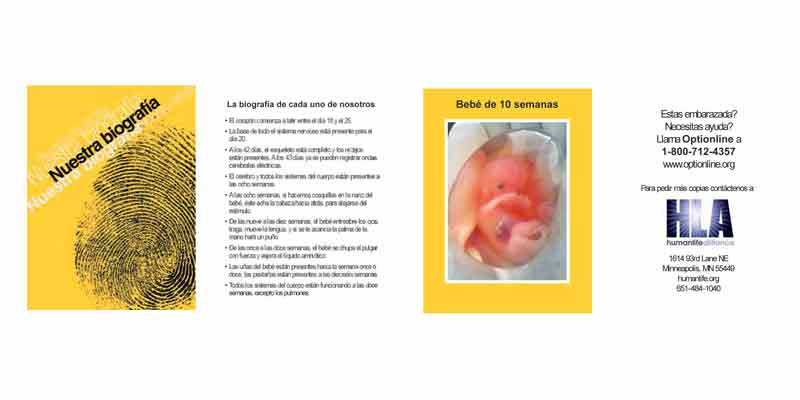 Nuestra biografía
Nuestra biografía
Nuestra biografía
La biografía de cada uno de nosotros
• El corazón comienza a latir entre el día 18 y el 25.
• La base de todo el sistema nervioso está presente para el
día 20.
• A los 42 días, el esqueleto está completo y los reflejos
están presentes. A los 43 días ya se pueden registrar ondas
cerebrales eléctricas.
• El cerebro y todos los sistemas del cuerpo están presentes a
las ocho semanas.
• A las ocho semanas, si hacemos cosquillas en la nariz del
bebé, éste echa la cabeza hacia atrás, para alejarse del
estímulo.
• De las nueve a las diez semanas, el bebé entreabre los ojos,
traga, mueve la lengua, y si se le acaricia la palma de la
mano hará un puño.
• De las once a las doce semanas, el bebé se chupa el pulgar
con fuerza y aspira el líquido amniótico.
• Las uñas del bebé están presentes hacia la semana once o
doce, las pestañas están presentes a las dieciséis semanas.
• Todos los sistemas del cuerpo están funcionando a las doce
semanas, excepto los pulmones.
Bebé de 10 semanas
Estas embarazada?
Necesitas ayuda?
Llama Optionline a
1-800-712-4357
www.optionline.org
Para pedir más copias contáctenos a:
HLA
humanlife alliance
1614 93rd Lane NE
Minneapolis, MN 55449
humanlife.org
651-484-1040